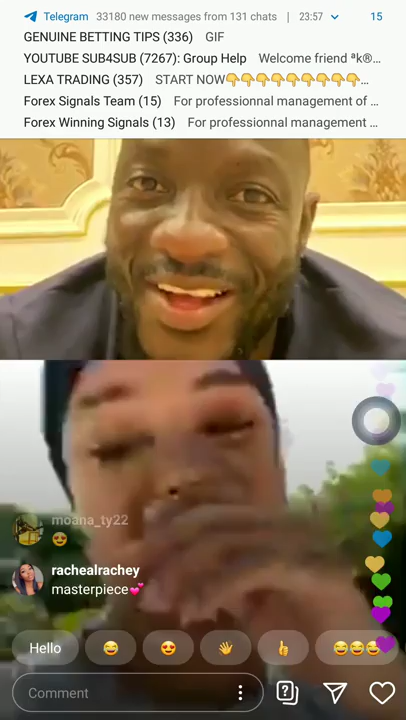 Telegram 33180 new messages from 131 chats | 23:57 15
GENUINE BETTING TIPS (336) GIF
YOUTUBE SUB4SUB (7267): Group Help Welcome friend ªk®...
LEXA TRADING (357) START NOW👇👇👇👇👇👇👇👇👇...
Forex Signals Team (15) For professionnal management of ...
Forex Winning Signals (13) For professionnal management ...
moana_ty22
😍
rachealrachey
masterpiece💕
Hello 😂 😍 👋 👍 😂😂😂
Comment